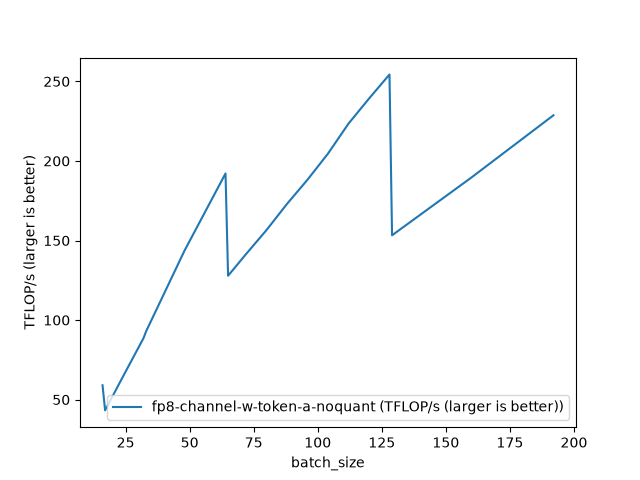 250
200
150
100
50
TFLOP/s (larger is better)
fp8-channel-w-token-a-noquant (TFLOP/s (larger is better))
25 50 75 100 125 150 175 200
batch_size